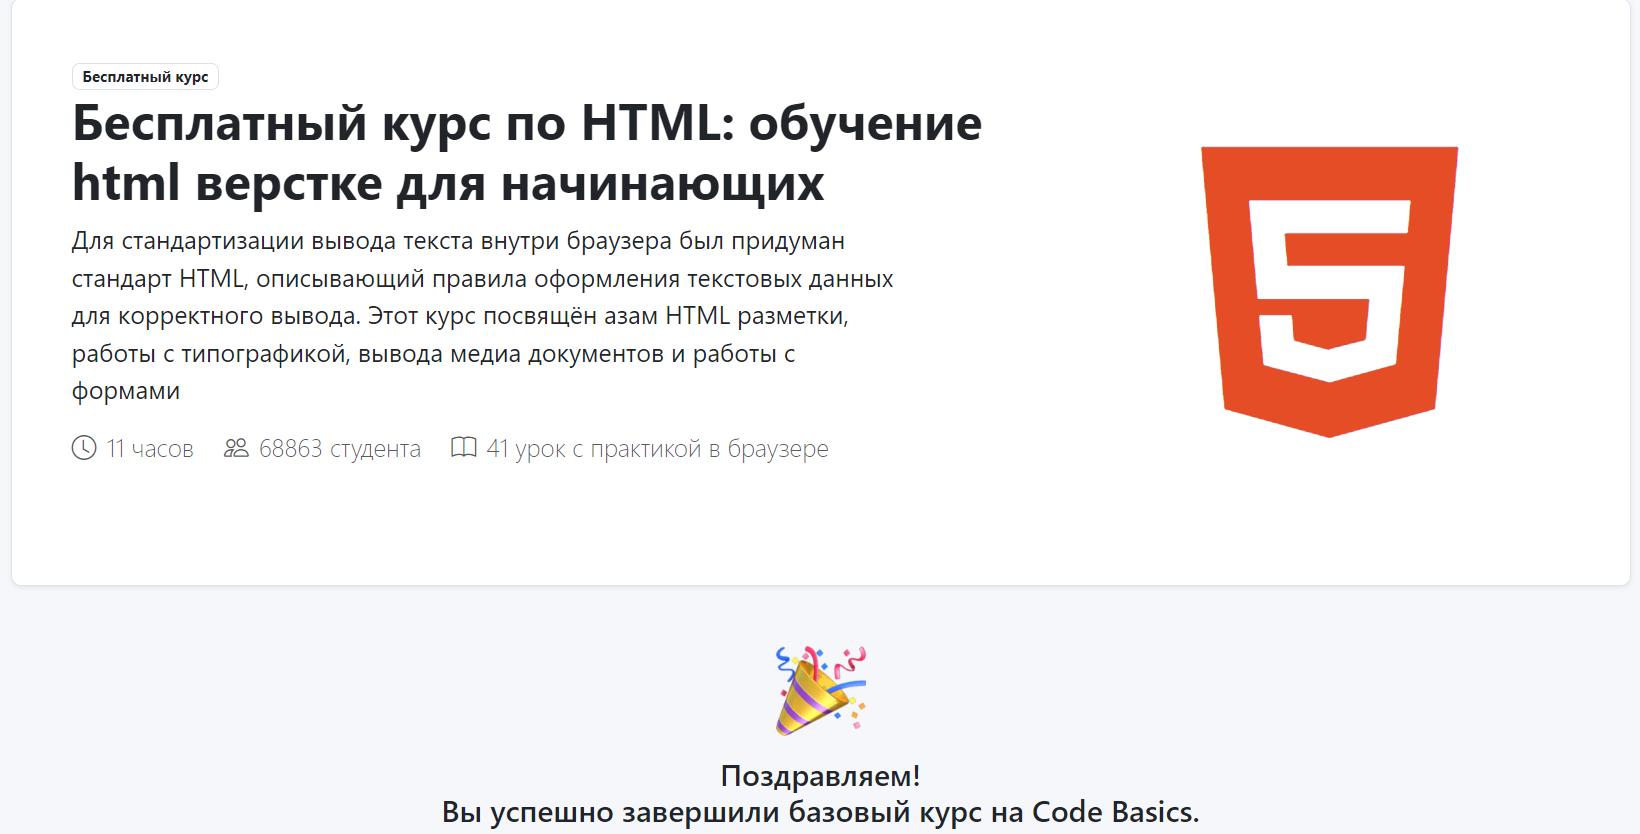 Бесплатный курс
Бесплатный курс по HTML: обучение
html верстке для начинающих
Для стандартизации вывода текста внутри браузера был придуман
стандарт HTML, описывающий правила оформления текстовых данных
для корректного вывода. Этот курс посвящён азам HTML разметки,
работы с типографикой, вывода медиа документов и работы с
формами
11 часов 68863 студента 41 урок с практикой в браузере
Поздравляем!
Вы успешно завершили базовый курс на Code Basics.